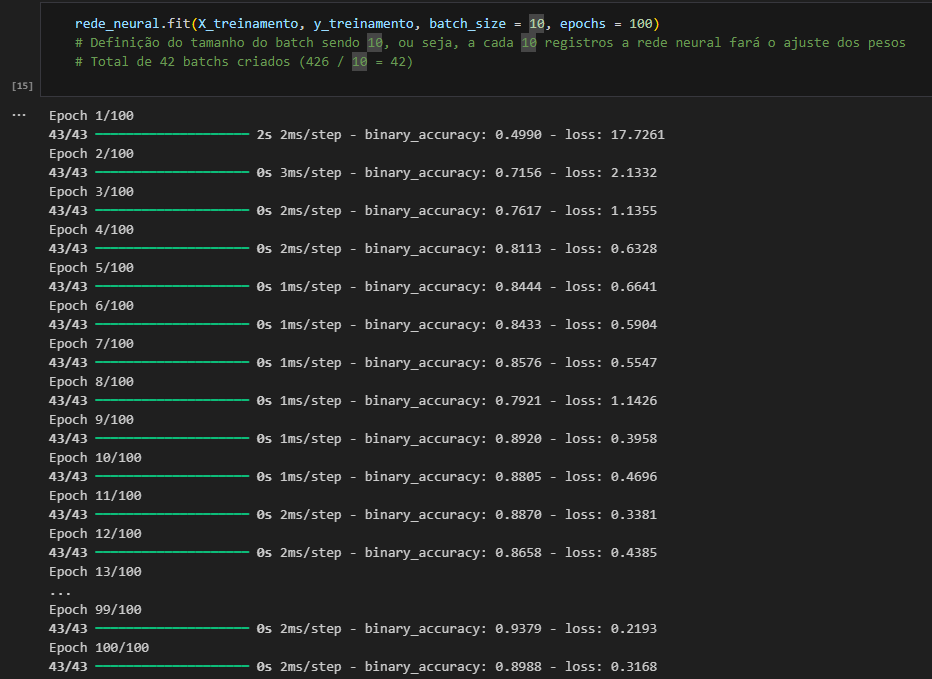 rede_neural.fit(X_treinamento, y_treinamento, batch_size = 10, epochs = 100)
# Definição do tamanho do batch sendo 10, ou seja, a cada 10 registros a rede neural fará o ajuste dos pesos
# Total de 42 batchs criados (426 / 10 = 42)
[15]
...
Epoch 1/100
43/43 2s 2ms/step - binary_accuracy: 0.4990 - loss: 17.7261
Epoch 2/100
43/43 0s 3ms/step - binary_accuracy: 0.7156 - loss: 2.1332
Epoch 3/100
43/43 0s 2ms/step - binary_accuracy: 0.7617 - loss: 1.1355
Epoch 4/100
43/43 0s 2ms/step - binary_accuracy: 0.8113 - loss: 0.6328
Epoch 5/100
43/43 0s 1ms/step - binary_accuracy: 0.8444 - loss: 0.6641
Epoch 6/100
43/43 0s 1ms/step - binary_accuracy: 0.8433 - loss: 0.5904
Epoch 7/100
43/43 0s 1ms/step - binary_accuracy: 0.8576 - loss: 0.5547
Epoch 8/100
43/43 0s 1ms/step - binary_accuracy: 0.7921 - loss: 1.1426
Epoch 9/100
43/43 0s 1ms/step - binary_accuracy: 0.8920 - loss: 0.3958
Epoch 10/100
43/43 0s 1ms/step - binary_accuracy: 0.8805 - loss: 0.4696
Epoch 11/100
43/43 0s 2ms/step - binary_accuracy: 0.8870 - loss: 0.3381
Epoch 12/100
43/43 0s 2ms/step - binary_accuracy: 0.8658 - loss: 0.4385
Epoch 13/100
...
Epoch 99/100
43/43 0s 2ms/step - binary_accuracy: 0.9379 - loss: 0.2193
Epoch 100/100
43/43 0s 2ms/step - binary_accuracy: 0.8988 - loss: 0.3168